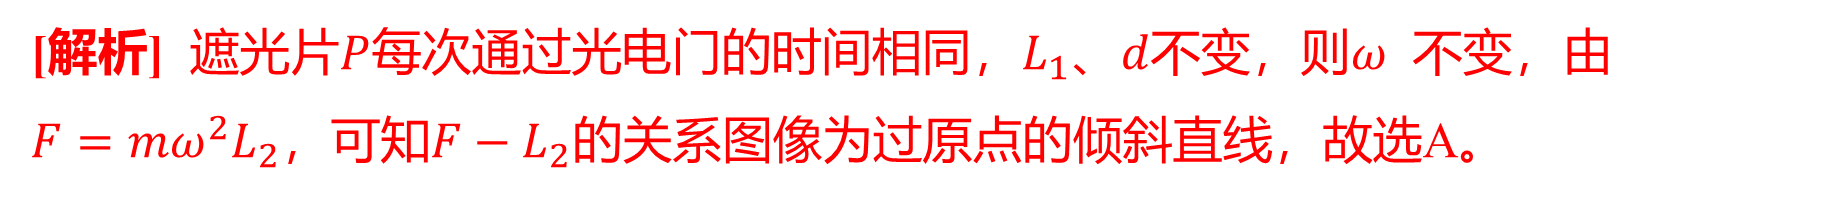 [解析] 遮光片P每次通过光电门的时间相同，L₁、d不变，则ω 不变，由
F = mω²L₂，可知F − L₂的关系图像为过原点的倾斜直线，故选A。